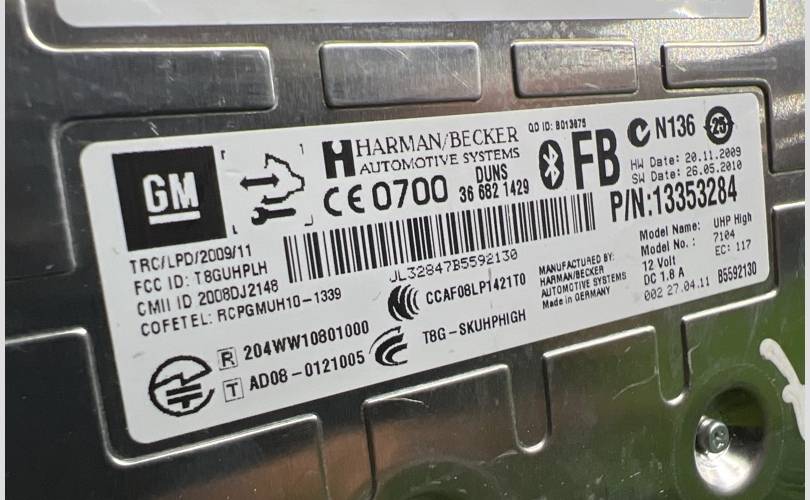 GM
HARMAN/BECKER
AUTOMOTIVE SYSTEMS
QD ID: B013875
CE 0700
DUNS
36 682 1429
FB
N136
25
HW Date: 20.11.2009
SW Date: 26.05.2010
P/N:13353284
TRC/LPD/2009/11
FCC ID: T8GUHPLH
CMII ID 2008DJ2148
COFETEL: RCPGMUH10-1339
JL32847B5592130
CCAF08LP1421T0
T8G-SKUHPHIGH
MANUFACTURED BY:
HARMAN/BECKER
AUTOMOTIVE SYSTEMS
Made in GERMANY
Model Name: UHP High
Model No.: 7104
12 Volt EC: 117
DC 1.8 A
002 27.04.11 B5592130
R 204WW10801000
T AD08-0121005